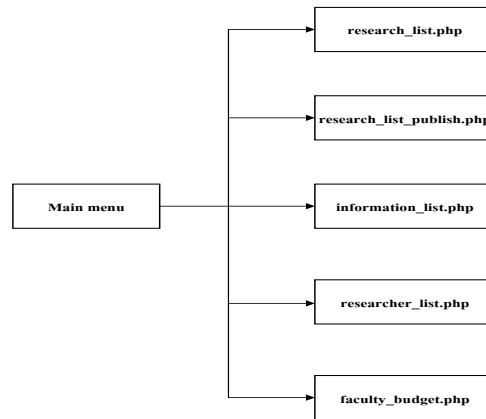 research_list.php
research_list_publish.php
Main menu
information_list.php
researcher_list.php
faculty_budget.php